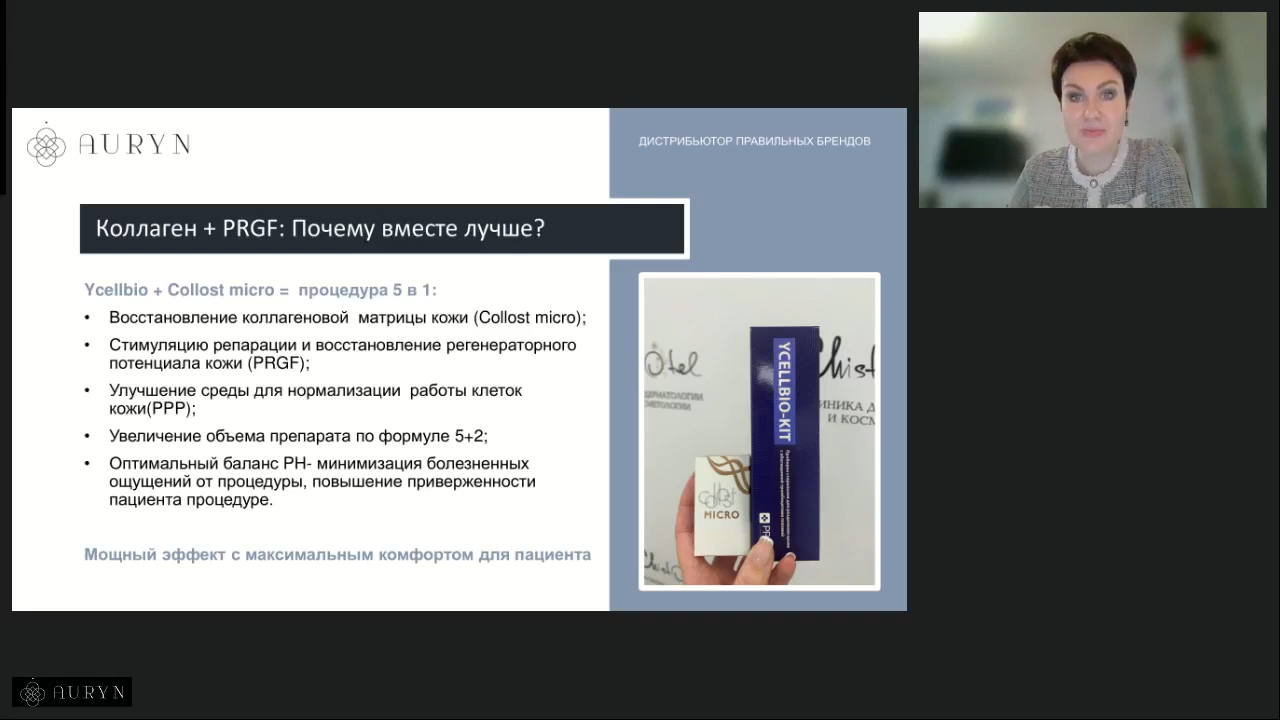 AURYN
ДИСТРИБЬЮТОР ПРАВИЛЬНЫХ БРЕНДОВ
Коллаген + PRGF: Почему вместе лучше?
Ycellbio + Collost micro = процедура 5 в 1:
• Восстановление коллагеновой матрицы кожи (Collost micro);
• Стимуляцию репарации и восстановление регенераторного
потенциала кожи (PRGF);
• Улучшение среды для нормализации работы клеток
кожи(PPP);
• Увеличение объема препарата по формуле 5+2;
• Оптимальный баланс PH- минимизация болезненных
ощущений от процедуры, повышение приверженности
пациента процедуре.
Мощный эффект с максимальным комфортом для пациента
YCELLBIO-KIT
collost
MICRO
AURYN